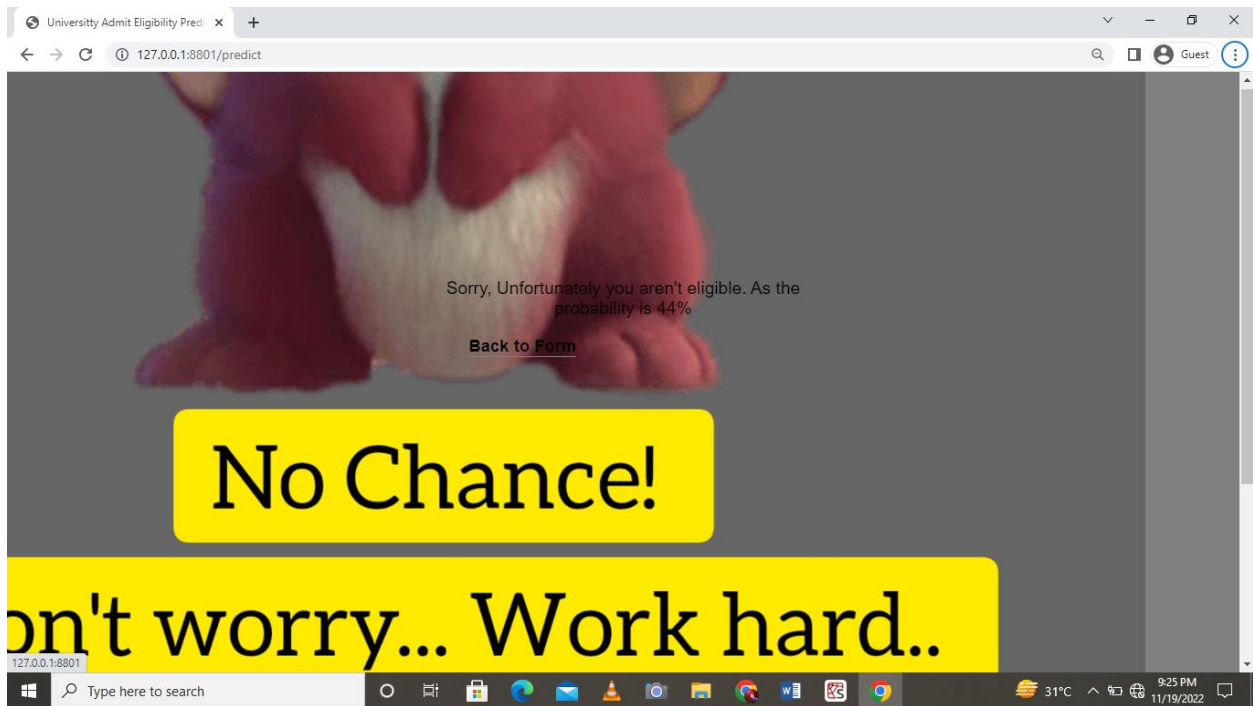 Universitty Admit Eligibility Predi
127.0.0.1:8801/predict
Guest
Sorry, Unfortunately you aren't eligible. As the
probability is 44%
Back to Form
No Chance!
on't worry... Work hard..
127.0.0.1:8801
Type here to search
31°C
9:25 PM
11/19/2022